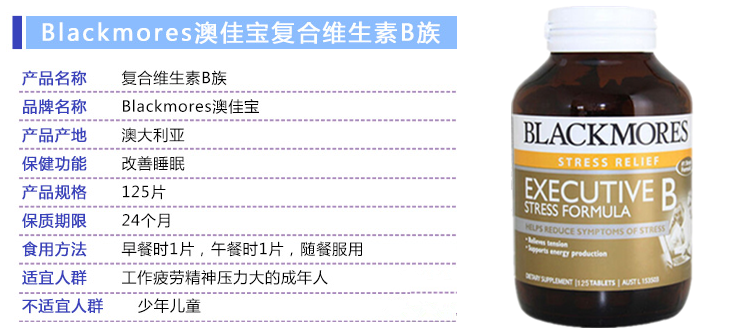 Blackmores澳佳宝复合维生素B族
产品名称 复合维生素B族
品牌名称 Blackmores澳佳宝
产品产地 澳大利亚
保健功能 改善睡眠
产品规格 125片
保质期限 24个月
食用方法 早餐时1片，午餐时1片，随餐服用
适宜人群 工作疲劳精神压力大的成年人
不适宜人群 少年儿童
BLACKMORES
STRESS RELIEF
EXECUTIVE B
STRESS FORMULA
HELPS REDUCE SYMPTOMS OF STRESS
• Relieves tension
• Supports energy production
DIETARY SUPPLEMENT | 125 TABLETS | AUST L 153503